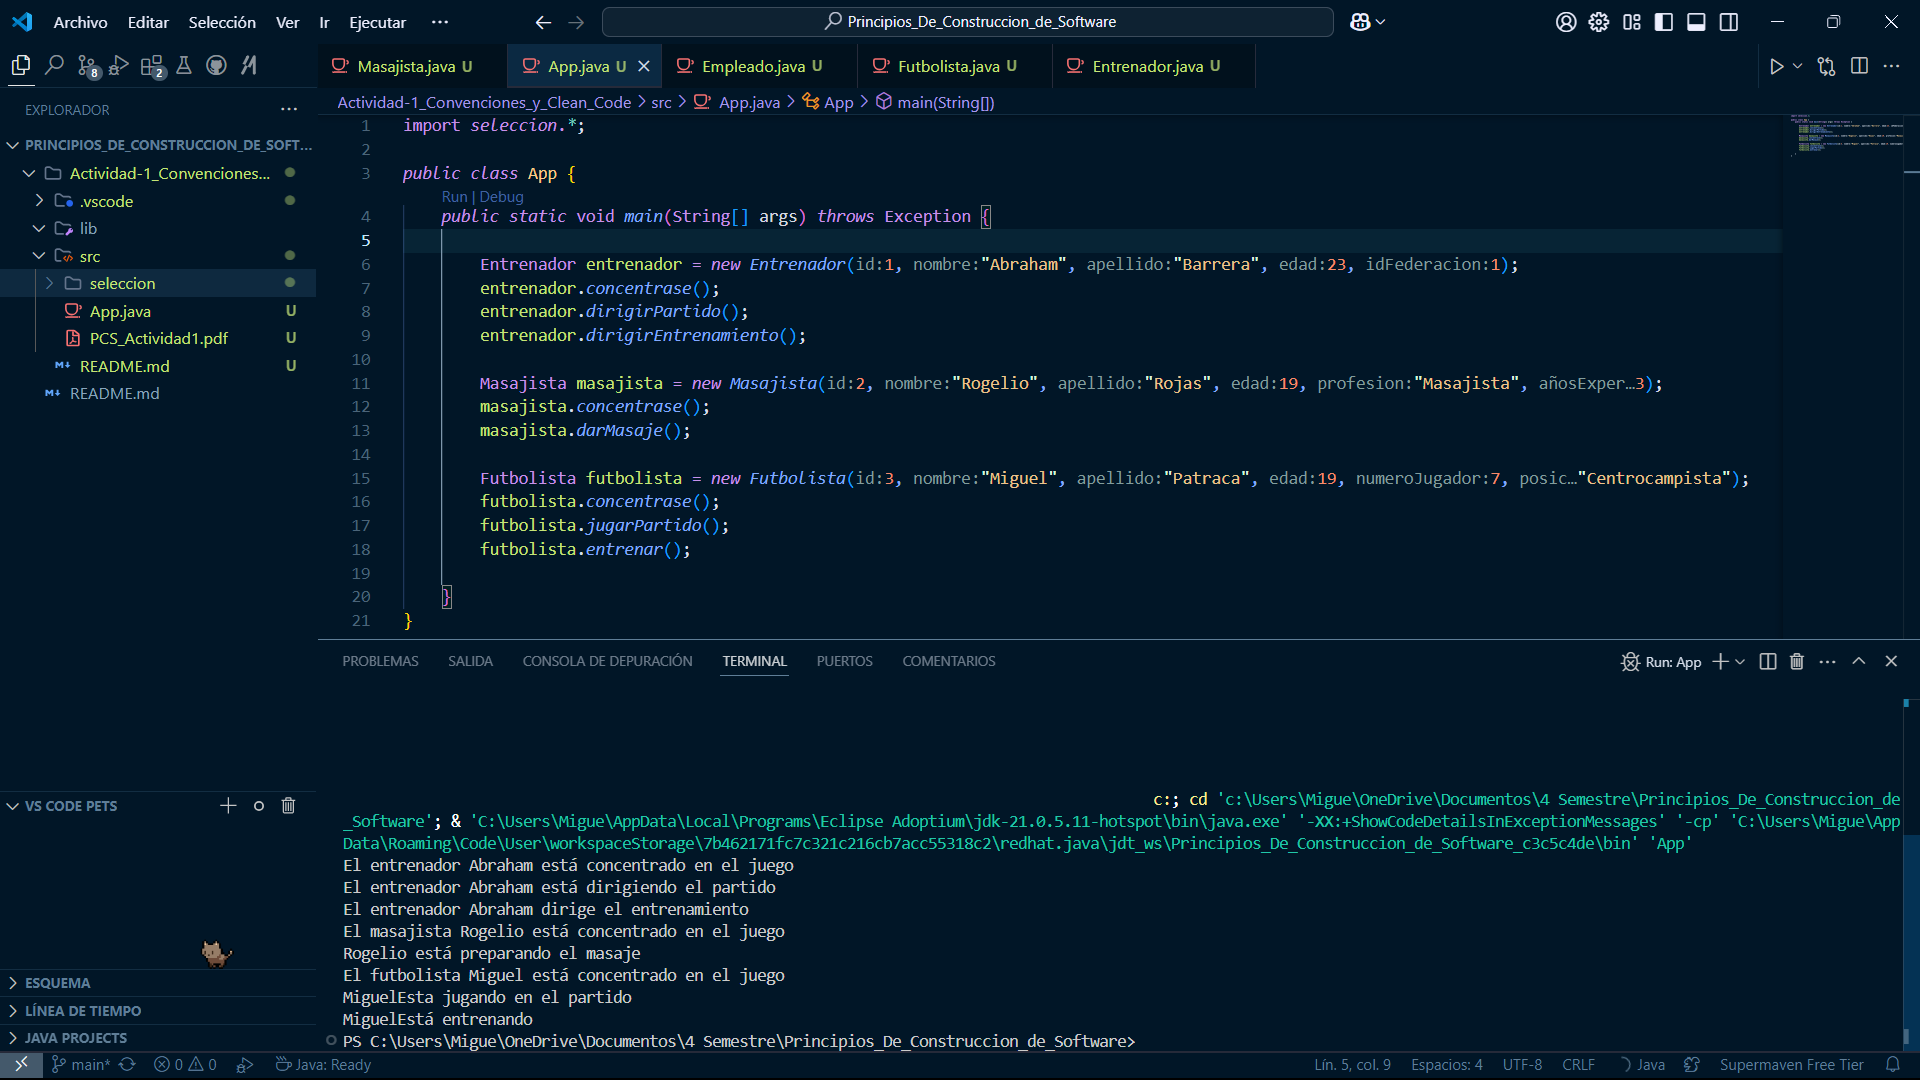 Archivo Editar Selección Ver Ir Ejecutar ···
Principios_De_Construccion_de_Software
8 2
Masajista.java U
App.java U
Empleado.java U
Futbolista.java U
Entrenador.java U
EXPLORADOR
Actividad-1_Convenciones_y_Clean_Code > src > App.java > App > main(String[])
PRINCIPIOS_DE_CONSTRUCCION_DE_SOFT...
Actividad-1_Convenciones...
.vscode
lib
src
seleccion
App.java U
PCS_Actividad1.pdf U
README.md U
README.md
1 import seleccion.*;
2
3 public class App {
Run | Debug
4 public static void main(String[] args) throws Exception {
5
6 Entrenador entrenador = new Entrenador(id:1, nombre:"Abraham", apellido:"Barrera", edad:23, idFederacion:1);
7 entrenador.concentrase();
8 entrenador.dirigirPartido();
9 entrenador.dirigirEntrenamiento();
10
11 Masajista masajista = new Masajista(id:2, nombre:"Rogelio", apellido:"Rojas", edad:19, profesion:"Masajista", añosExper…3);
12 masajista.concentrase();
13 masajista.darMasaje();
14
15 Futbolista futbolista = new Futbolista(id:3, nombre:"Miguel", apellido:"Patraca", edad:19, numeroJugador:7, posic…"Centrocampista");
16 futbolista.concentrase();
17 futbolista.jugarPartido();
18 futbolista.entrenar();
19
20 }
21 }
PROBLEMAS SALIDA CONSOLA DE DEPURACIÓN TERMINAL PUERTOS COMENTARIOS
Run: App
c:; cd 'c:\Users\Migue\OneDrive\Documentos\4 Semestre\Principios_De_Construccion_de
_Software'; & 'C:\Users\Migue\AppData\Local\Programs\Eclipse Adoptium\jdk-21.0.5.11-hotspot\bin\java.exe' '-XX:+ShowCodeDetailsInExceptionMessages' '-cp' 'C:\Users\Migue\App
Data\Roaming\Code\User\workspaceStorage\7b462171fc7c321c216cb7acc55318c2\redhat.java\jdt_ws\Principios_De_Construccion_de_Software_c3c5c4de\bin' 'App'
El entrenador Abraham está concentrado en el juego
El entrenador Abraham está dirigiendo el partido
El entrenador Abraham dirige el entrenamiento
El masajista Rogelio está concentrado en el juego
Rogelio está preparando el masaje
El futbolista Miguel está concentrado en el juego
MiguelEsta jugando en el partido
MiguelEstá entrenando
PS C:\Users\Migue\OneDrive\Documentos\4 Semestre\Principios_De_Construccion_de_Software>
VS CODE PETS
ESQUEMA
LÍNEA DE TIEMPO
JAVA PROJECTS
main* 0 0 Java: Ready
Lín. 5, col. 9 Espacios: 4 UTF-8 CRLF Java Supermaven Free Tier